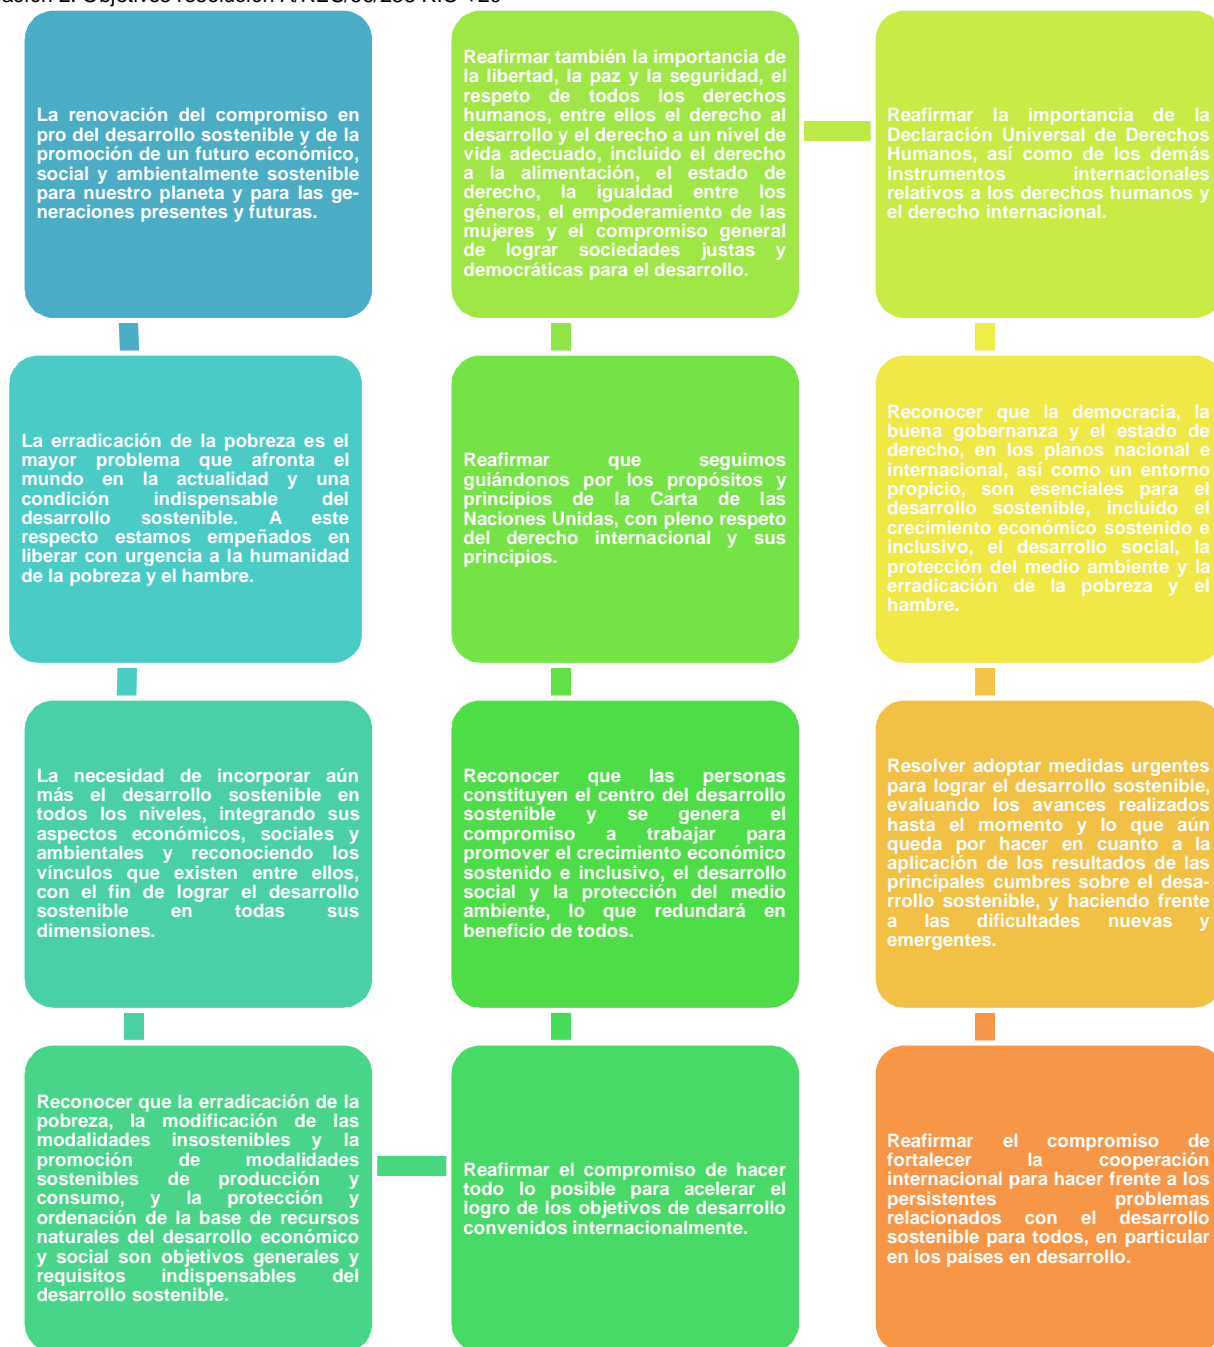 Objetivos resolución
La renovación del compromiso en
pro del desarrollo sostenible y de la
promoción de un futuro económico,
social y ambientalmente sostenible
para nuestro planeta y para las ge-
neraciones presentes y futuras.
La erradicación de la pobreza es el
mayor problema que afronta el
mundo en la actualidad y una
condición indispensable del
desarrollo sostenible. A este
respecto estamos empeñados en
liberar con urgencia a la humanidad
de la pobreza y el hambre.
La necesidad de incorporar aún
más el desarrollo sostenible en
todos los niveles, integrando sus
aspectos económicos, sociales y
ambientales y reconociendo los
vínculos que existen entre ellos,
con el fin de lograr el desarrollo
sostenible en todas sus
dimensiones.
Reconocer que la erradicación de la
pobreza, la modificación de las
modalidades insostenibles y la
promoción de modalidades
sostenibles de producción y
consumo, y la protección y
ordenación de la base de recursos
naturales del desarrollo económico
y social son objetivos generales y
requisitos indispensables del
desarrollo sostenible.
Reafirmar el compromiso de hacer
todo lo posible para acelerar el
logro de los objetivos de desarrollo
convenidos internacionalmente.
Reconocer que las personas
constituyen el centro del desarrollo
sostenible y se genera el
compromiso a trabajar para
promover el crecimiento económico
sostenido e inclusivo, el desarrollo
social y la protección del medio
ambiente, lo que redundará en
beneficio de todos.
Reafirmar que seguimos
guiándonos por los propósitos y
principios de la Carta de las
Naciones Unidas, con pleno respeto
del derecho internacional y sus
principios.
Reafirmar también la importancia de
la libertad, la paz y la seguridad, el
respeto de todos los derechos
humanos, entre ellos el derecho al
desarrollo y el derecho a un nivel de
vida adecuado, incluido el derecho
a la alimentación, el estado de
derecho, la igualdad entre los
géneros, el empoderamiento de las
mujeres y el compromiso general
de lograr sociedades justas y
democráticas para el desarrollo.
Reafirmar la importancia de la
Declaración Universal de Derechos
Humanos, así como de los demás
instrumentos internacionales
relativos a los derechos humanos y
el derecho internacional.
Reconocer que la democracia, la
buena gobernanza y el estado de
derecho, en los planos nacional e
internacional, así como un entorno
propicio, son esenciales para el
desarrollo sostenible, incluido el
crecimiento económico sostenido e
inclusivo, el desarrollo social, la
protección del medio ambiente y la
erradicación de la pobreza y el
hambre.
Resolver adoptar medidas urgentes
para lograr el desarrollo sostenible,
evaluando los avances realizados
hasta el momento y lo que aún
queda por hacer en cuanto a la
aplicación de los resultados de las
principales cumbres sobre el desa-
rrollo sostenible, y haciendo frente
a las dificultades nuevas y
emergentes.
Reafirmar el compromiso de
fortalecer la cooperación
internacional para hacer frente a los
persistentes problemas
relacionados con el desarrollo
sostenible para todos, en particular
en los países en desarrollo.